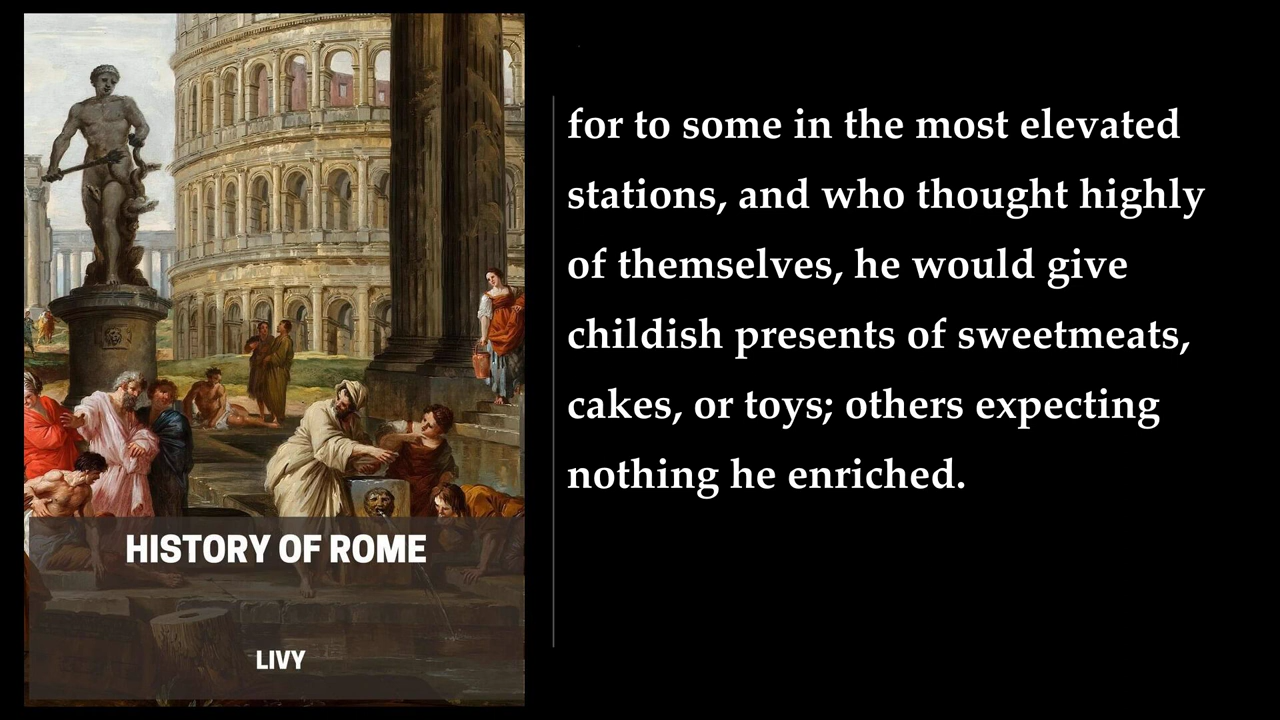 for to some in the most elevated
stations, and who thought highly
of themselves, he would give
childish presents of sweetmeats,
cakes, or toys; others expecting
nothing he enriched.
HISTORY OF ROME
LIVY